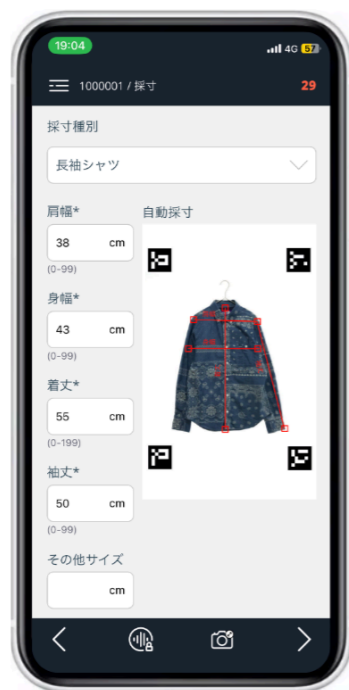 19:04
4G 57
1000001 / 採寸
29
採寸種別
長袖シャツ
肩幅*
自動採寸
38 cm
(0-99)
身幅*
43 cm
(0-99)
着丈*
55 cm
(0-199)
袖丈*
50 cm
(0-99)
その他サイズ
cm